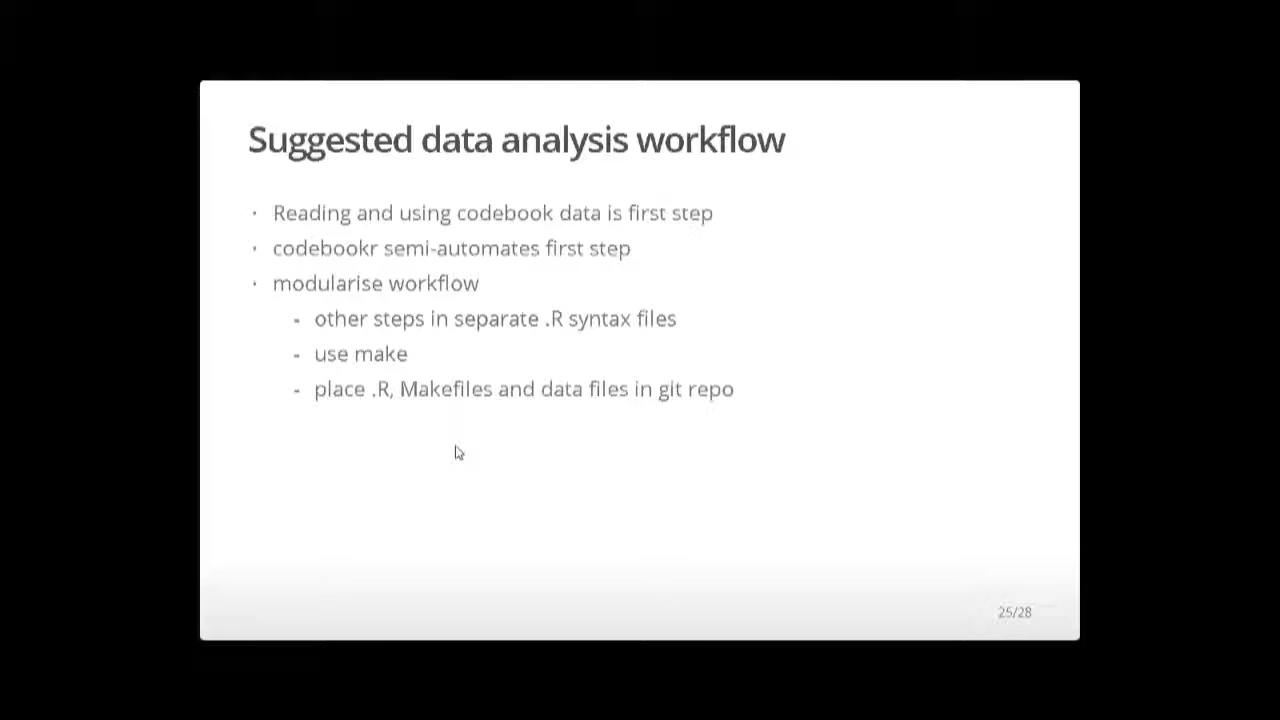 Suggested data analysis workflow
· Reading and using codebook data is first step
· codebookr semi-automates first step
· modularise workflow
- other steps in separate .R syntax files
- use make
- place .R, Makefiles and data files in git repo
25/28